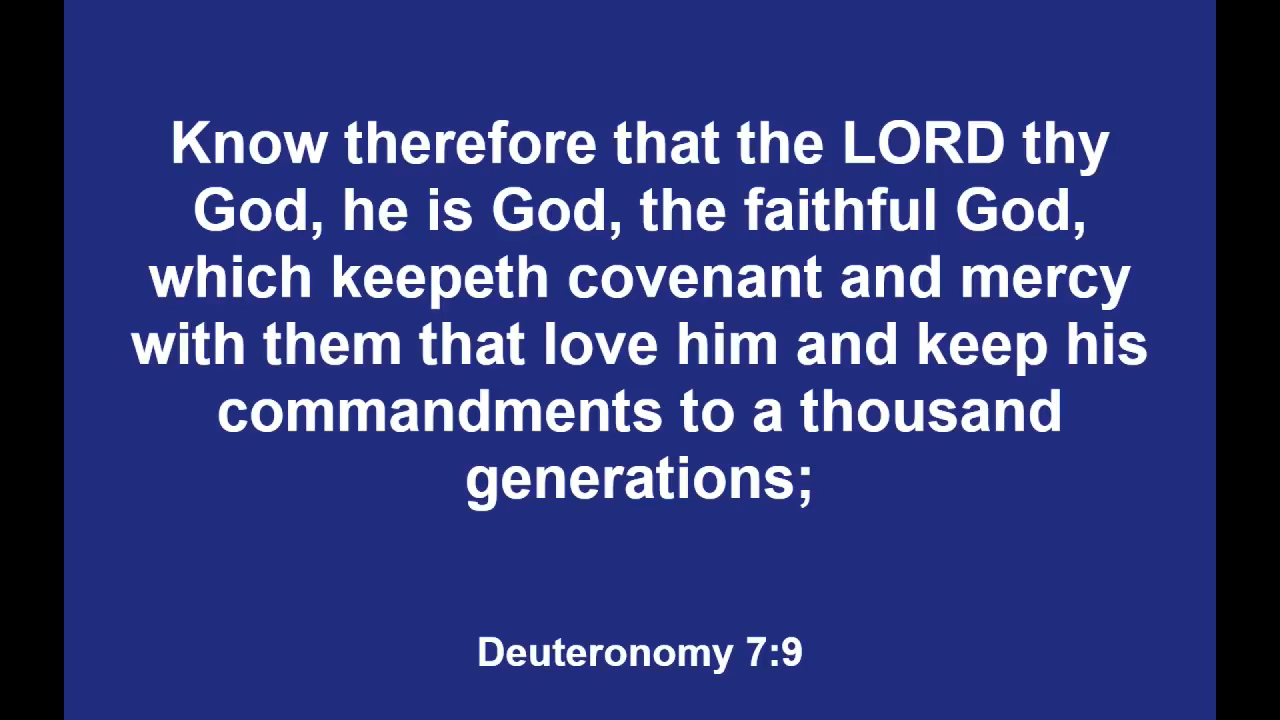 Know therefore that the LORD thy
God, he is God, the faithful God,
which keepeth covenant and mercy
with them that love him and keep his
commandments to a thousand
generations;
Deuteronomy 7:9